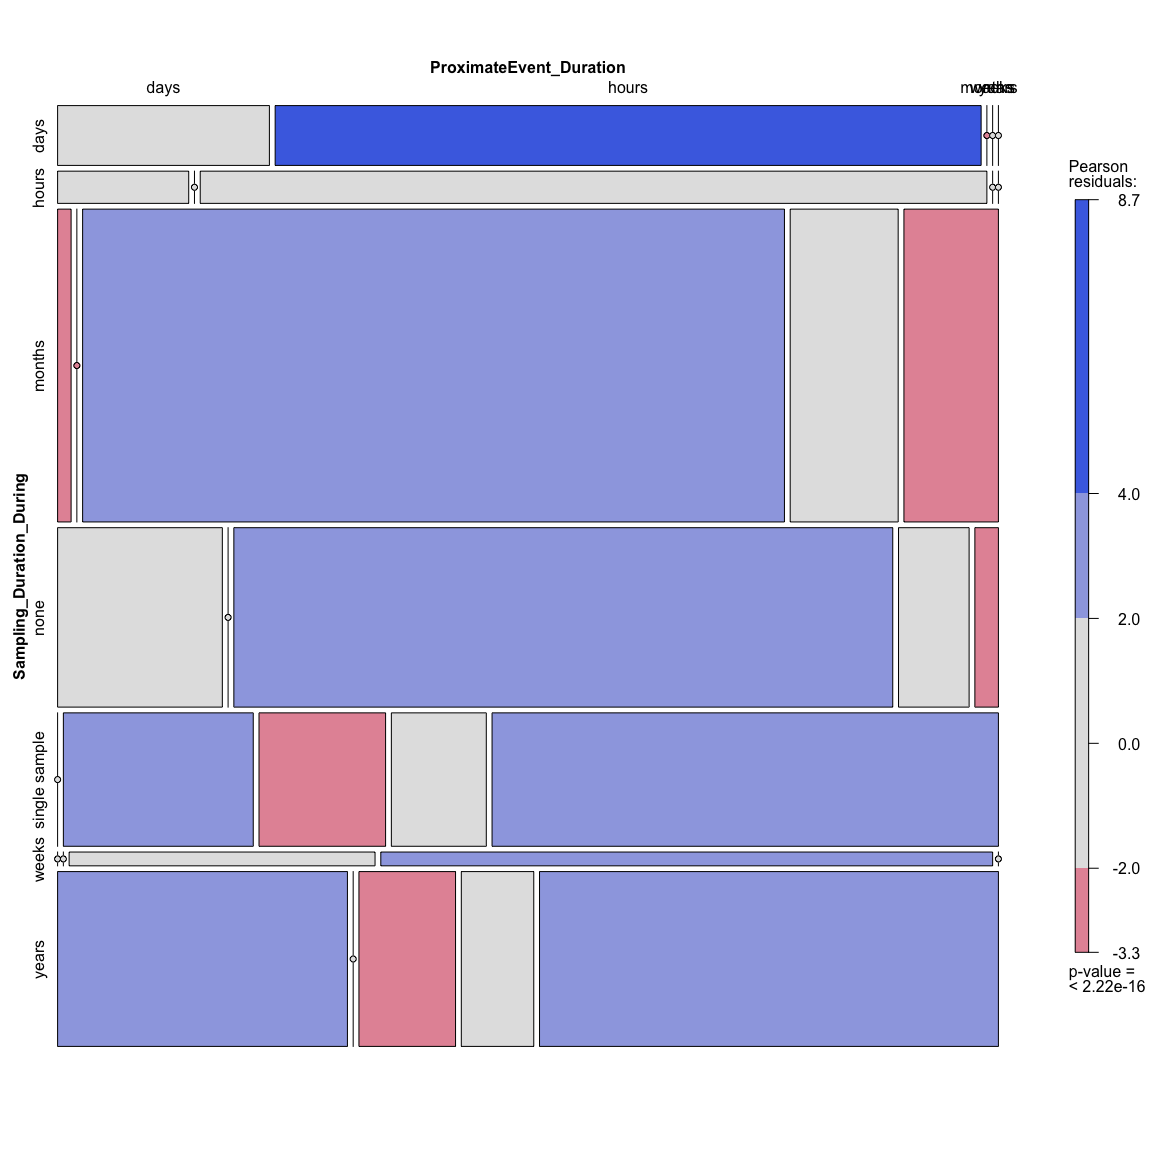 ProximateEvent_Duration
days hours months
Sampling_Duration_During
days
hours
months
none
single sample
weeks
years
Pearson
residuals:
8.7
4.0
2.0
0.0
-2.0
-3.3
p-value =
< 2.22e-16